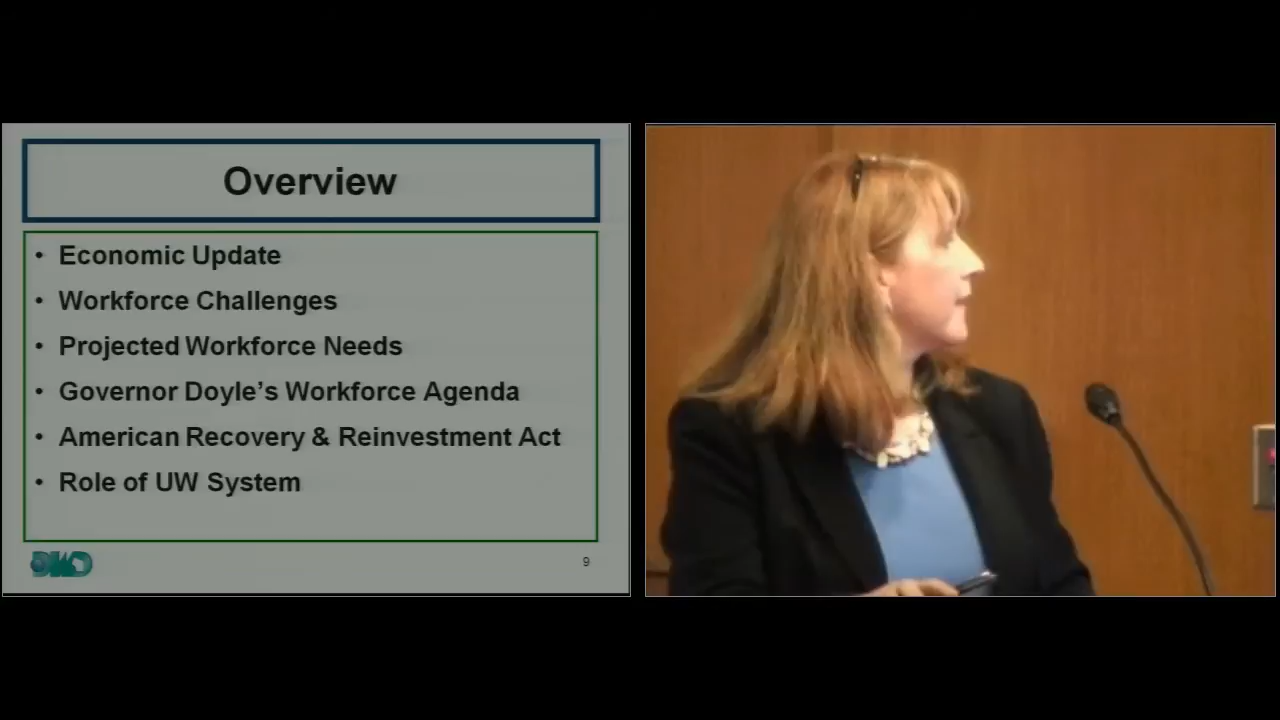 Overview
• Economic Update
• Workforce Challenges
• Projected Workforce Needs
• Governor Doyle's Workforce Agenda
• American Recovery & Reinvestment Act
• Role of UW System
DWD
9